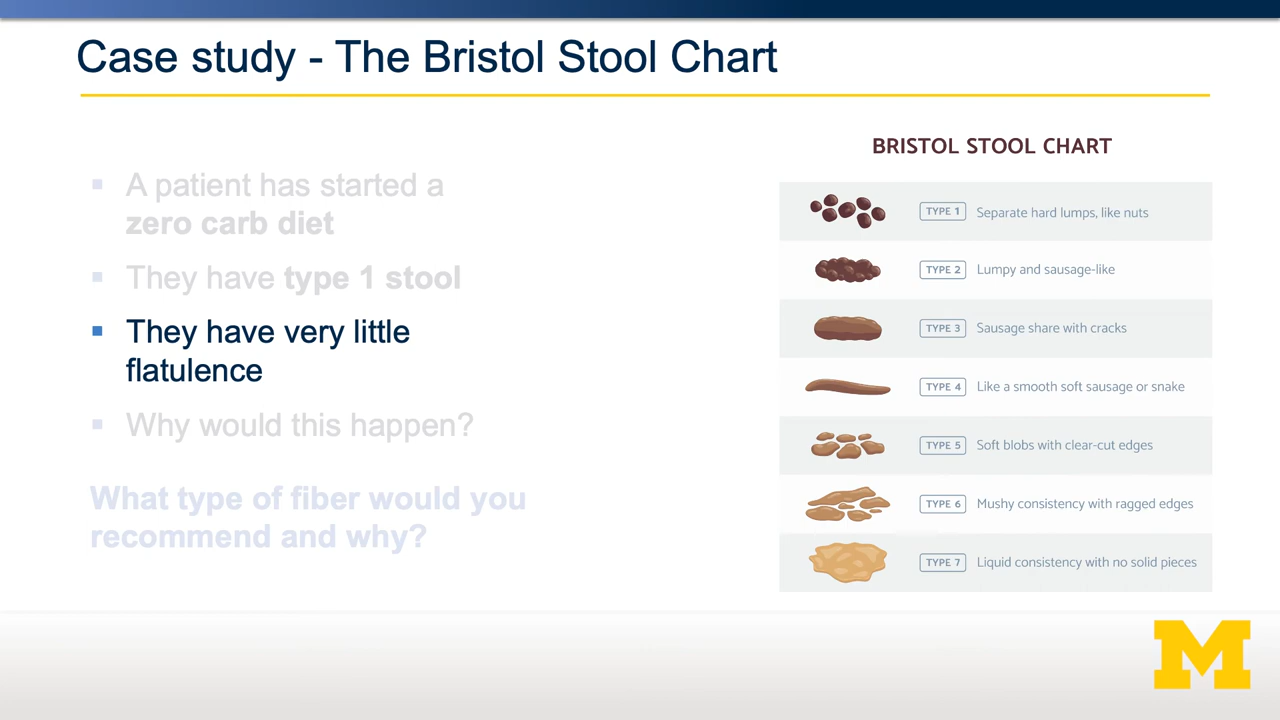 Case study - The Bristol Stool Chart
▪ A patient has started a
zero carb diet
▪ They have type 1 stool
▪ They have very little
flatulence
▪ Why would this happen?
What type of fiber would you
recommend and why?
BRISTOL STOOL CHART
TYPE 1 Separate hard lumps, like nuts
TYPE 2 Lumpy and sausage-like
TYPE 3 Sausage share with cracks
TYPE 4 Like a smooth soft sausage or snake
TYPE 5 Soft blobs with clear-cut edges
TYPE 6 Mushy consistency with ragged edges
TYPE 7 Liquid consistency with no solid pieces
M